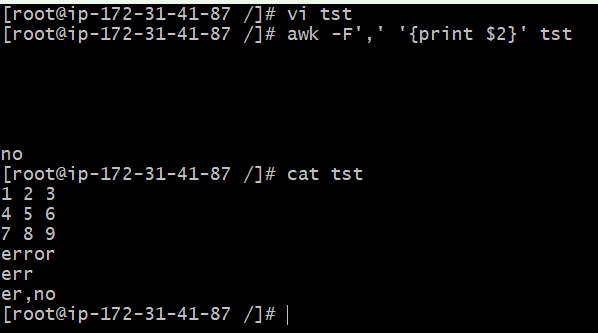 [root@ip-172-31-41-87 /]# vi tst
[root@ip-172-31-41-87 /]# awk -F',' '{print $2}' tst
no
[root@ip-172-31-41-87 /]# cat tst
1 2 3
4 5 6
7 8 9
error
err
er,no
[root@ip-172-31-41-87 /]#